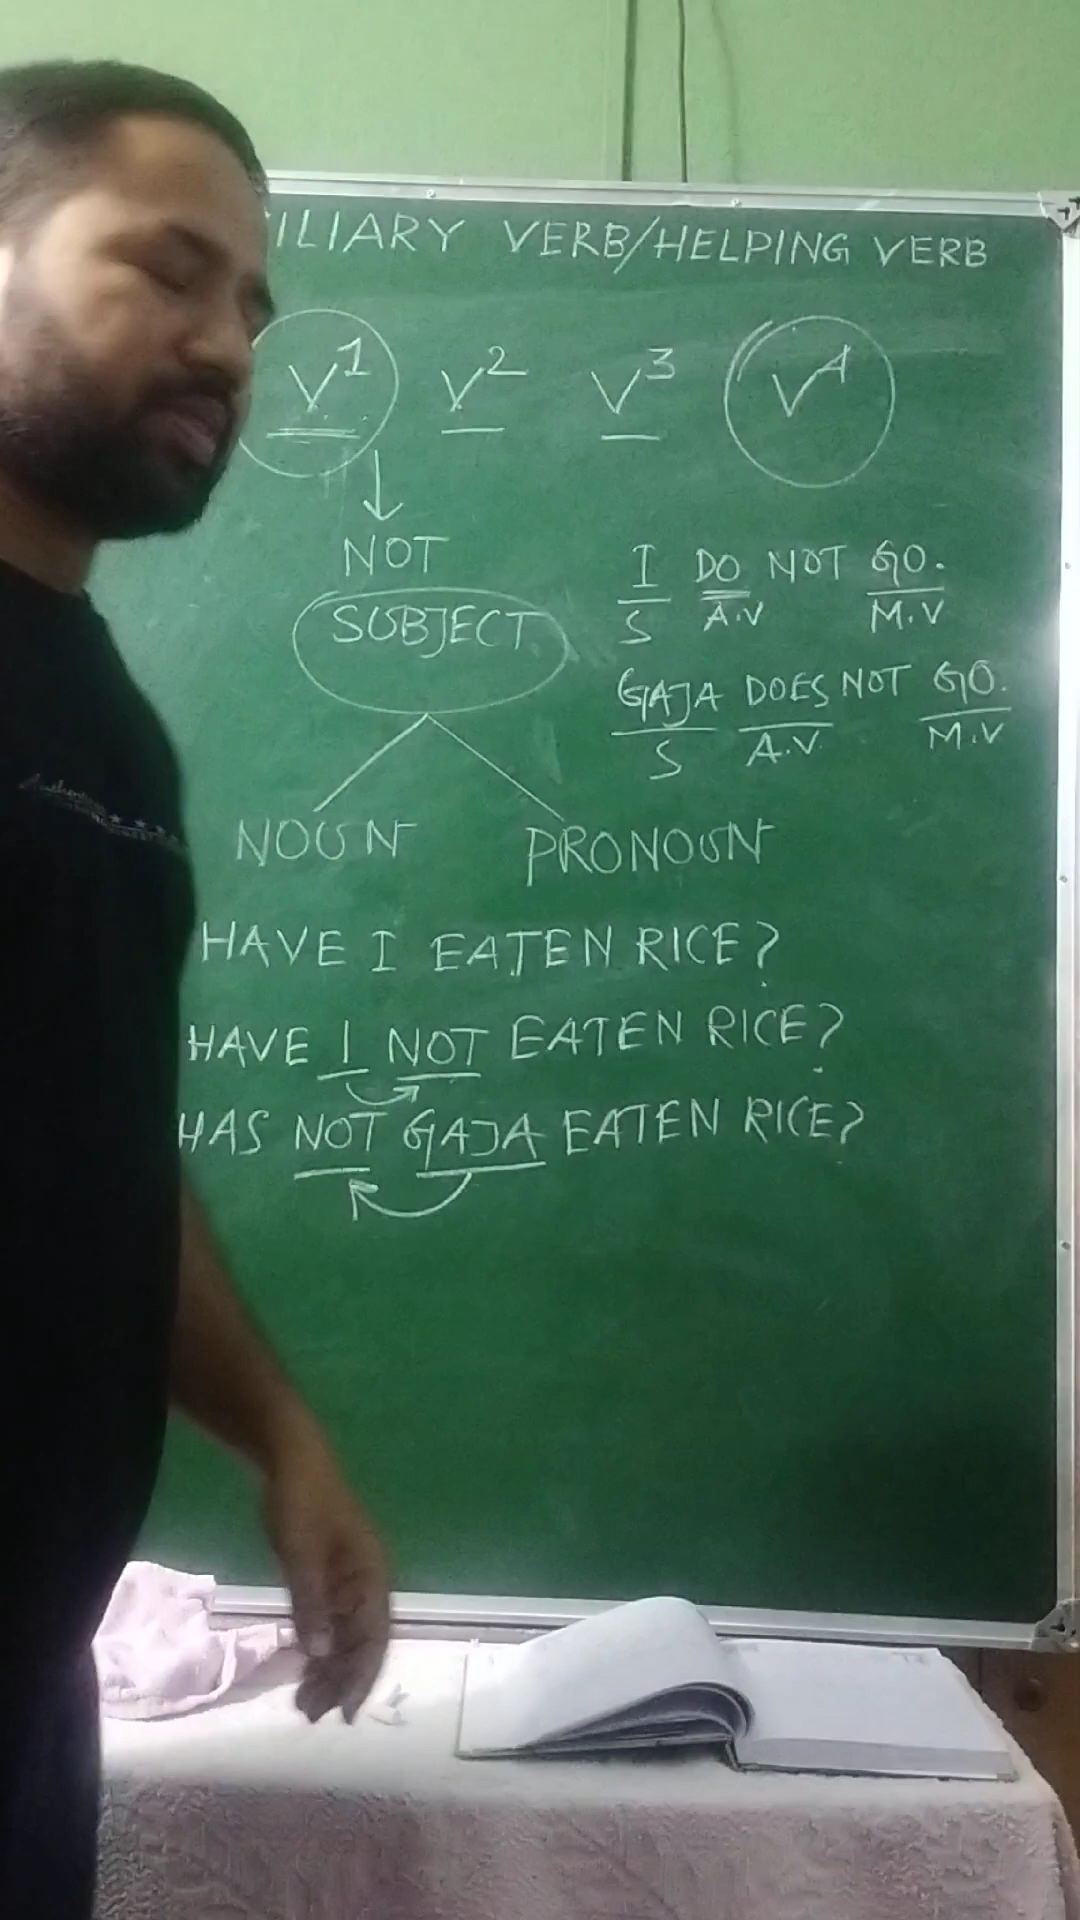 ILIARY VERB/HELPING VERB
V1 V2 V3 V4
NOT
SUBJECT
NOUN PRONOUN
I DO NOT GO.
S A.V M.V
GAJA DOES NOT GO.
S A.V. M.V
HAVE I EATEN RICE?
HAVE I NOT EATEN RICE?
HAS NOT GAJA EATEN RICE?